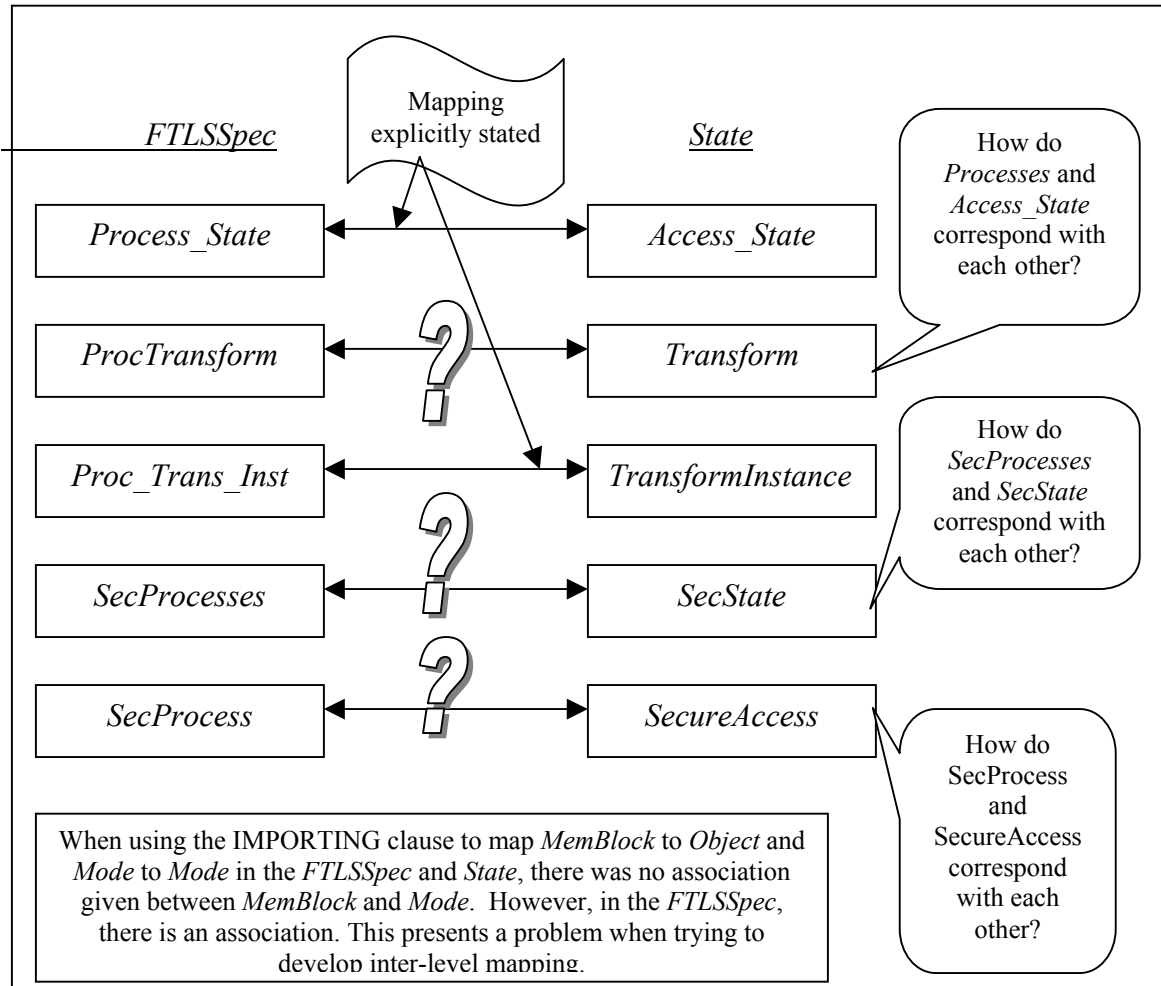 Mapping
explicitly stated
FTLSSpec
State
Process_State
Access_State
How do
Processes and
Access_State
correspond with
each other?
ProcTransform
?
Transform
Proc_Trans_Inst
TransformInstance
How do
SecProcesses
and SecState
correspond with
each other?
SecProcesses
?
SecState
SecProcess
?
SecureAccess
How do
SecProcess
and
SecureAccess
correspond
with each
other?
When using the IMPORTING clause to map MemBlock to Object and
Mode to Mode in the FTLSSpec and State, there was no association
given between MemBlock and Mode.  However, in the FTLSSpec,
there is an association. This presents a problem when trying to
develop inter-level mapping.